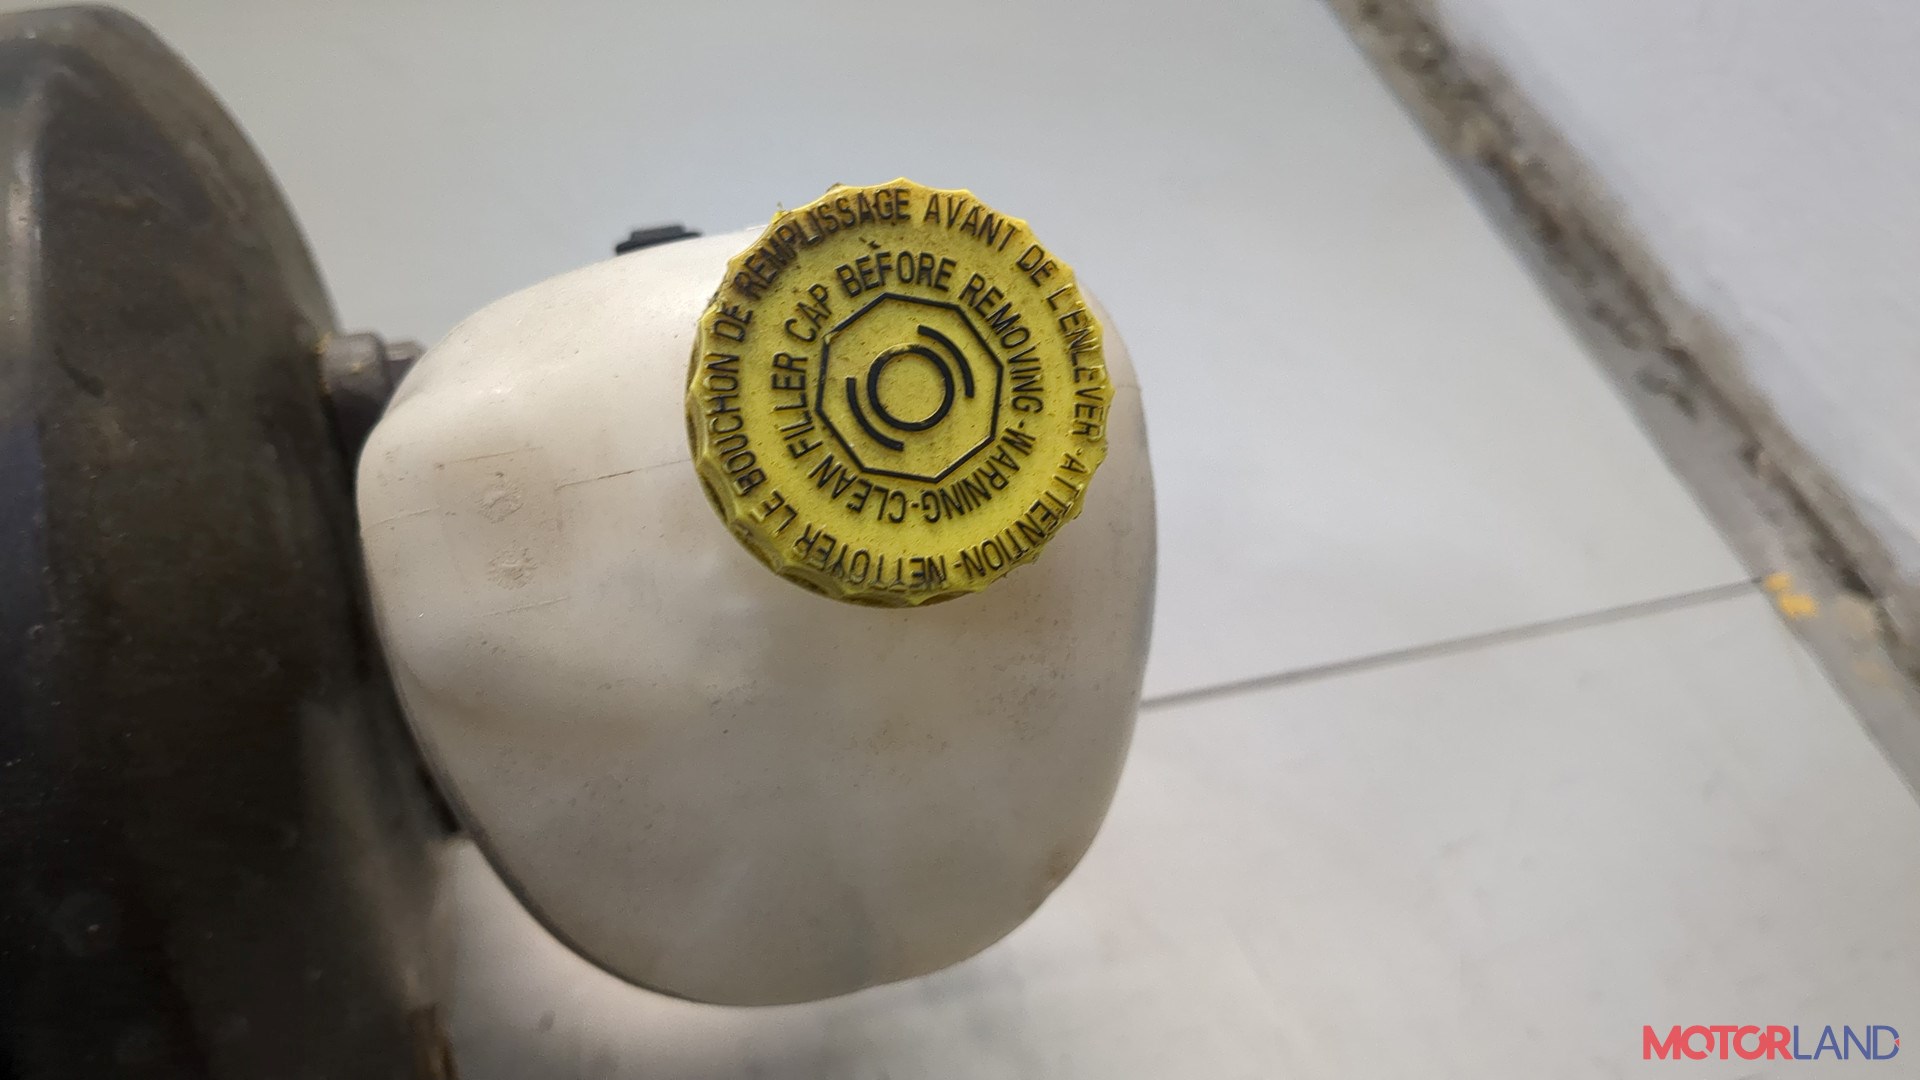 ATTENTION-NETTOYER LE BOUCHON DE REMPLISSAGE AVANT DE L'ENLEVER-
WARNING-CLEAN FILLER CAP BEFORE REMOVING-
MOTORLAND